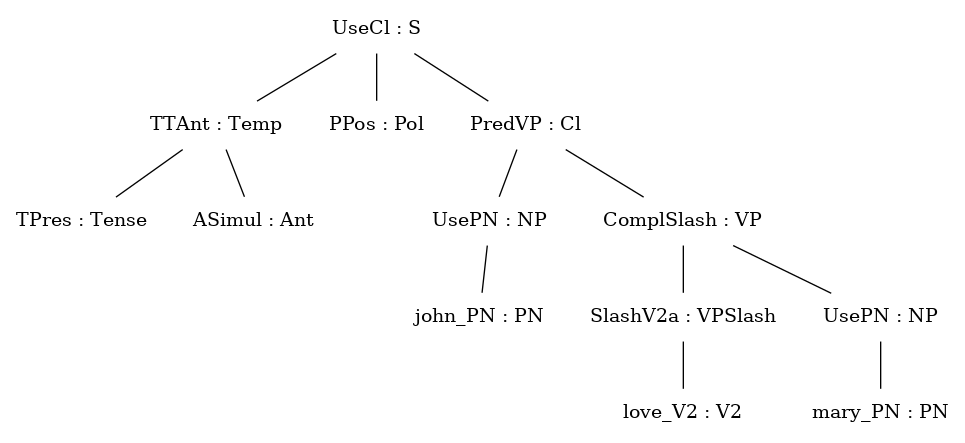 UseCl : S
TTAnt : Temp PPos : Pol PredVP : Cl
TPres : Tense ASimul : Ant UsePN : NP ComplSlash : VP
john_PN : PN SlashV2a : VPSlash UsePN : NP
love_V2 : V2 mary_PN : PN